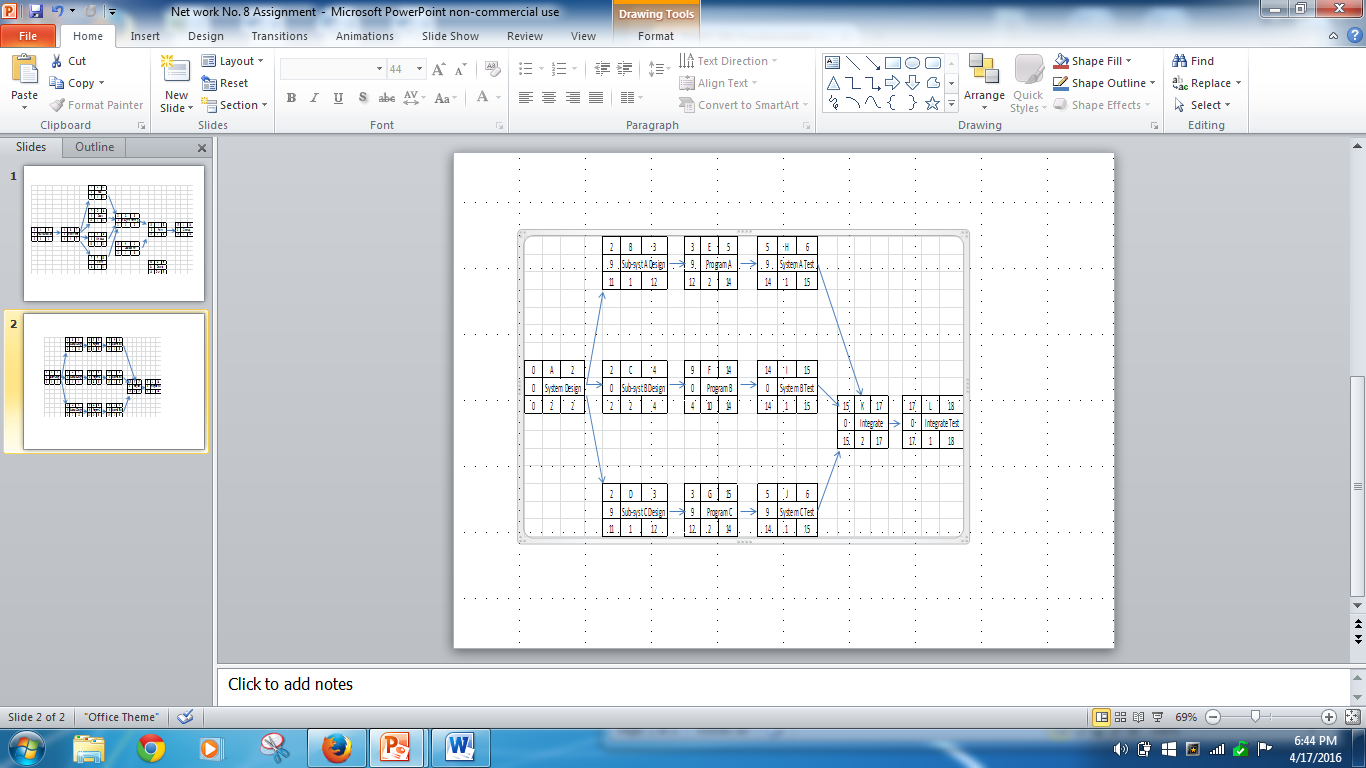 Net work No. 8 Assignment - Microsoft PowerPoint non-commercial use
Drawing Tools
File Home Insert Design Transitions Animations Slide Show Review View Format
Paste
Cut
Copy
Format Painter
Clipboard
New Slide
Layout
Reset
Section
Slides
44
Font
Text Direction
Align Text
Convert to SmartArt
Paragraph
Arrange
Quick Styles
Shape Fill
Shape Outline
Shape Effects
Drawing
Find
Replace
Select
Editing
Slides Outline
1
2
2 B 3
9 Sub-syst A Design
11 1 12
3 E 5
9 Program A
12 2 14
5 H 6
9 System A Test
14 1 15
0 A 2
0 System Design
0 2 2
2 C 4
0 Sub-syst B Design
2 2 4
9 F 14
0 Program B
4 10 14
14 I 15
0 System B Test
14 1 15
15 K 17
0 Integrate
15 2 17
17 L 18
0 Integrate Test
17 1 18
2 D 3
9 Sub-syst C Design
11 1 12
3 G 15
9 Program C
12 2 14
5 J 6
9 System C Test
14 1 15
Click to add notes
Slide 2 of 2 "Office Theme" 69%
6:44 PM
4/17/2016